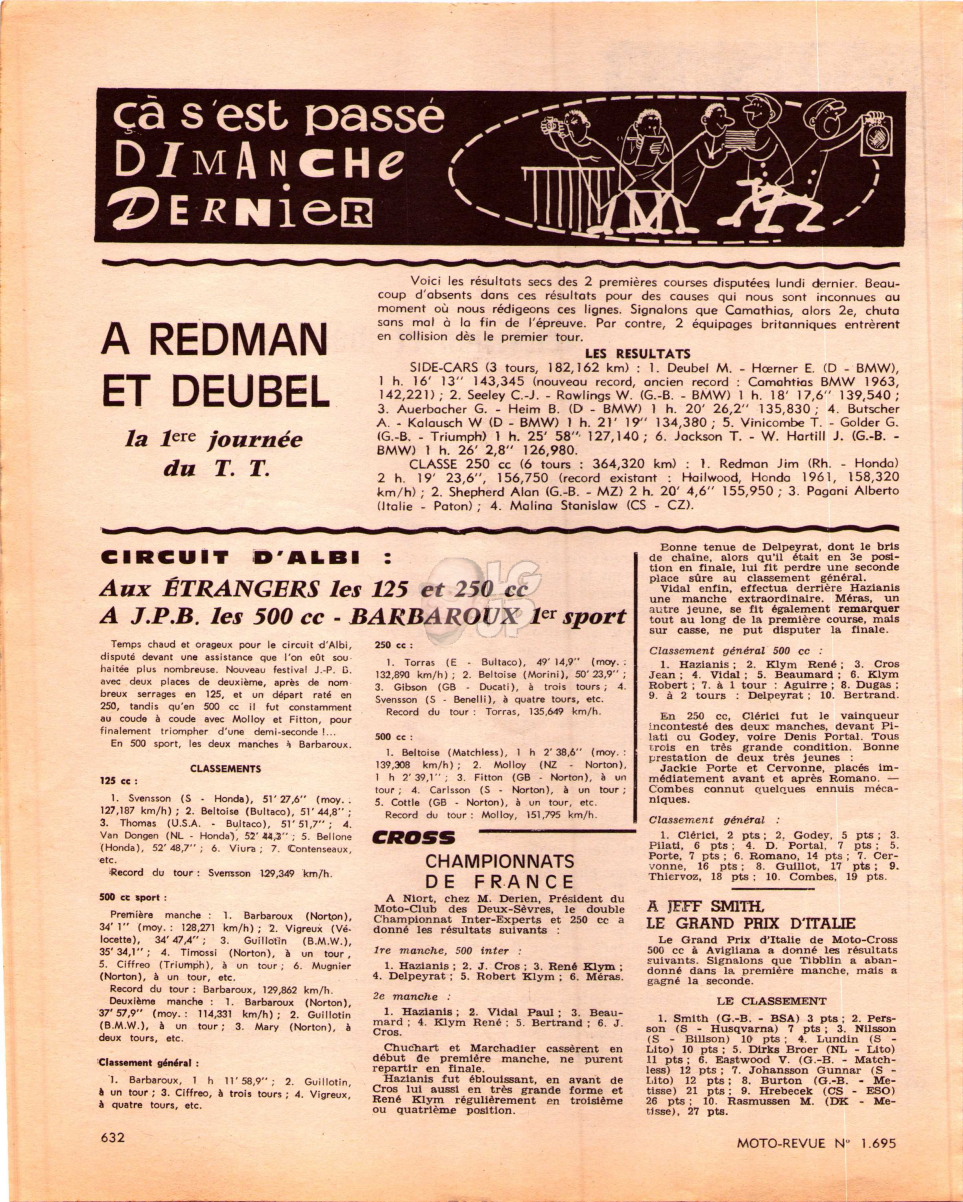 çà s'est passé
DIMANCHe
DERNieR
A REDMAN
ET DEUBEL
la 1ere journée
du T. T.
Voici les résultats secs des 2 premières courses disputées lundi dernier. Beau-
coup d'absents dans ces résultats pour des causes qui nous sont inconnues au
moment où nous rédigeons ces lignes. Signalons que Camathias, alors 2e, chuta
sans mal à la fin de l'épreuve. Par contre, 2 équipages britanniques entrèrent
en collision dès le premier tour.
LES RESULTATS
SIDE-CARS (3 tours, 182,162 km) : 1. Deubel M. - Hœrner E. (D - BMW),
1 h. 16' 13'' 143,345 (nouveau record, ancien record : Camahtias BMW 1963,
142,221) ; 2. Seeley C.-J. - Rawlings W. (G.-B. - BMW) 1 h. 18' 17,6'' 139,540 ;
3. Auerbacher G. - Heim B. (D - BMW) 1 h. 20' 26,2'' 135,830 ; 4. Butscher
A. - Kalausch W (D - BMW) 1 h. 21' 19'' 134,380 ; 5. Vinicombe T. - Golder G.
(G.-B. - Triumph) 1 h. 25' 58'' 127,140 ; 6. Jackson T. - W. Hartill J. (G.-B. -
BMW) 1 h. 26' 2,8'' 126,980.
CLASSE 250 cc (6 tours : 364,320 km) : 1. Redman Jim (Rh. - Honda)
2 h. 19' 23,6'', 156,750 (record existant : Hailwood, Honda 1961, 158,320
km/h) ; 2. Shepherd Alan (G.-B. - MZ) 2 h. 20' 4,6'' 155,950 ; 3. Pagani Alberto
(Italie - Paton) ; 4. Malina Stanislaw (CS - CZ).
CIRCUIT D'ALBI :
Aux ÉTRANGERS les 125 et 250 cc
A J.P.B. les 500 cc - BARBAROUX 1er sport
Temps chaud et orageux pour le circuit d'Albi,
disputé devant une assistance que l'on eût sou-
haitée plus nombreuse. Nouveau festival J.-P. B.
avec deux places de deuxième, après de nom-
breux serrages en 125, et un départ raté en
250, tandis qu'en 500 cc il fut constamment
au coude à coude avec Molloy et Fitton, pour
finalement triompher d'une demi-seconde !...
En 500 sport, les deux manches à Barbaroux.
CLASSEMENTS
125 cc :
1. Svensson (S - Honda), 51' 27,6'' (moy. :
127,187 km/h) ; 2. Beltoise (Bultaco), 51' 44,8'' ;
3. Thomas (U.S.A. - Bultaco), 51' 51,7'' ; 4.
Van Dongen (NL - Honda), 52' 44,3'' ; 5. Bellone
(Honda), 52' 48,7'' ; 6. Viura ; 7. Contenseaux,
etc.
Record du tour : Svensson 129,349 km/h.
500 cc sport :
Première manche : 1. Barbaroux (Norton),
34' 1'' (moy. : 128,271 km/h) ; 2. Vigreux (Vé-
locette), 34' 47,4'' ; 3. Guillotin (B.M.W.),
35' 34,1'' ; 4. Timossi (Norton), à un tour,
5. Ciffreo (Triumph), à un tour ; 6. Mugnier
(Norton), à un tour, etc.
Record du tour : Barbaroux, 129,862 km/h.
Deuxième manche : 1. Barbaroux (Norton),
37' 57,9'' (moy. : 114,331 km/h) ; 2. Guillotin
(B.M.W.), à un tour ; 3. Mary (Norton), à
deux tours, etc.
Classement général :
1. Barbaroux, 1 h 11' 58,9'' ; 2. Guillotin,
à un tour ; 3. Ciffreo, à trois tours ; 4. Vigreux,
à quatre tours, etc.
250 cc :
1. Torras (E - Bultaco), 49' 14,9'' (moy. :
132,890 km/h) ; 2. Beltoise (Morini), 50' 23,9'' ;
3. Gibson (GB - Ducati), à trois tours ; 4.
Svensson (S - Benelli), à quatre tours, etc.
Record du tour : Torras, 135,649 km/h.
500 cc :
1. Beltoise (Matchless), 1 h 2' 38,6'' (moy. :
139,308 km/h) ; 2. Molloy (NZ - Norton),
1 h 2' 39,1'' ; 3. Fitton (GB - Norton), à un
tour ; 4. Carlsson (S - Norton), à un tour ;
5. Cottle (GB - Norton), à un tour, etc.
Record du tour : Molloy, 151,795 km/h.
CROSS
CHAMPIONNATS
DE FRANCE
A Niort, chez M. Derien, Président du
Moto-Club des Deux-Sèvres, le double
Championnat Inter-Experts et 250 cc a
donné les résultats suivants :
1re manche, 500 inter :
1. Hazianis ; 2. J. Cros ; 3. René Klym ;
4. Delpeyrat ; 5. Robert Klym ; 6. Méras.
2e manche :
1. Hazianis ; 2. Vidal Paul ; 3. Beau-
mard ; 4. Klym René ; 5. Bertrand ; 6. J.
Cros.
Chuchart et Marchadier cassèrent en
début de première manche, ne purent
repartir en finale.
Hazianis fut éblouissant, en avant de
Cros lui aussi en très grande forme et
René Klym régulièrement en troisième
ou quatrième position.
Bonne tenue de Delpeyrat, dont le bris
de chaîne, alors qu'il était en 3e posi-
tion en finale, lui fit perdre une seconde
place sûre au classement général.
Vidal enfin, effectua derrière Hazianis
une manche extraordinaire. Méras, un
autre jeune, se fit également remarquer
tout au long de la première course, mais
sur casse, ne put disputer la finale.
Classement général 500 cc :
1. Hazianis ; 2. Klym René ; 3. Cros
Jean ; 4. Vidal ; 5. Beaumard ; 6. Klym
Robert ; 7. à 1 tour : Aguirre ; 8. Dugas ;
9. à 2 tours : Delpeyrat ; 10. Bertrand.
En 250 cc, Clérici fut le vainqueur
incontesté des deux manches, devant Pi-
lati ou Godey, voire Denis Portal. Tous
trois en très grande condition. Bonne
prestation de deux très jeunes :
Jackie Porte et Cervonne, placés im-
médiatement avant et après Romano. —
Combes connut quelques ennuis méca-
niques.
Classement général :
1. Clérici, 2 pts ; 2, Godey, 5 pts ; 3.
Pilati, 6 pts ; 4. D. Portal, 7 pts ; 5.
Porte, 7 pts ; 6. Romano, 14 pts ; 7. Cer-
vonne, 16 pts ; 8. Guillot, 17 pts ; 9.
Thiervoz, 18 pts ; 10. Combes, 19 pts.
A JEFF SMITH,
LE GRAND PRIX D'ITALIE
Le Grand Prix d'Italie de Moto-Cross
500 cc à Avigliana a donné les résultats
suivants. Signalons que Tibblin a aban-
donné dans la première manche, mais a
gagné la seconde.
LE CLASSEMENT
1. Smith (G.-B. - BSA) 3 pts ; 2. Pers-
son (S - Husqvarna) 7 pts ; 3. Nilsson
(S - Billson) 10 pts ; 4. Lundin (S -
Lito) 10 pts ; 5. Dirks Broer (NL - Lito)
11 pts ; 6. Eastwood V. (G.-B. - Match-
less) 12 pts ; 7. Johansson Gunnar (S -
Lito) 12 pts ; 8. Burton (G.-B. - Me-
tisse) 21 pts ; 9. Hrebecek (CS - ESO)
26 pts ; 10. Rasmussen M. (DK - Me-
tisse), 27 pts.
632
MOTO-REVUE N° 1.695